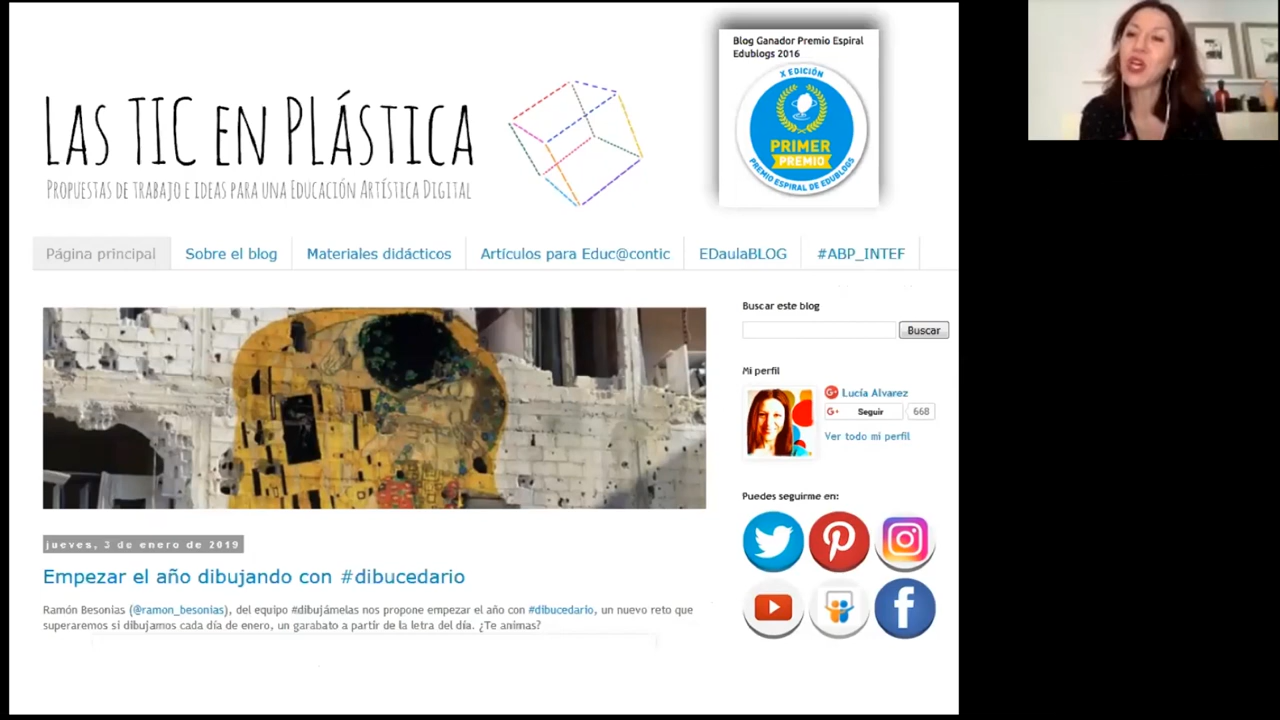 Blog Ganador Premio Espiral
Edublogs 2016
X EDICIÓN
PRIMER
PREMIO
PREMIO ESPIRAL DE EDUBLOGS
LAS TIC EN PLÁSTICA
PROPUESTAS DE TRABAJO E IDEAS PARA UNA EDUCACIÓN ARTÍSTICA DIGITAL
Página principal
Sobre el blog
Materiales didácticos
Artículos para Educ@contic
EDaulaBLOG
#ABP_INTEF
jueves, 3 de enero de 2019
Empezar el año dibujando con #dibucedario
Ramón Besonias (@ramon_besonias), del equipo #dibujámelas nos propone empezar el año con #dibucedario, un nuevo reto que
superaremos si dibujamos cada día de enero, un garabato a partir de la letra del día. ¿Te animas?
Buscar este blog
Buscar
Mi perfil
G+ Lucía Alvarez
G+ Seguir 668
Ver todo mi perfil
Puedes seguirme en: